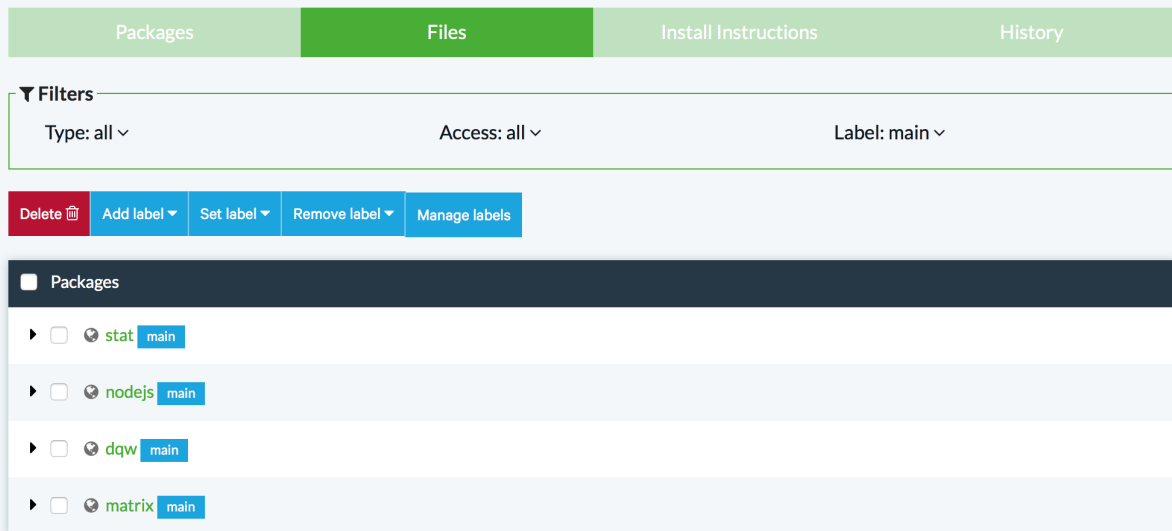 Packages Files Install Instructions History
Filters
Type: all Access: all Label: main
Delete Add label Set label Remove label Manage labels
Packages
stat main
nodejs main
dqw main
matrix main